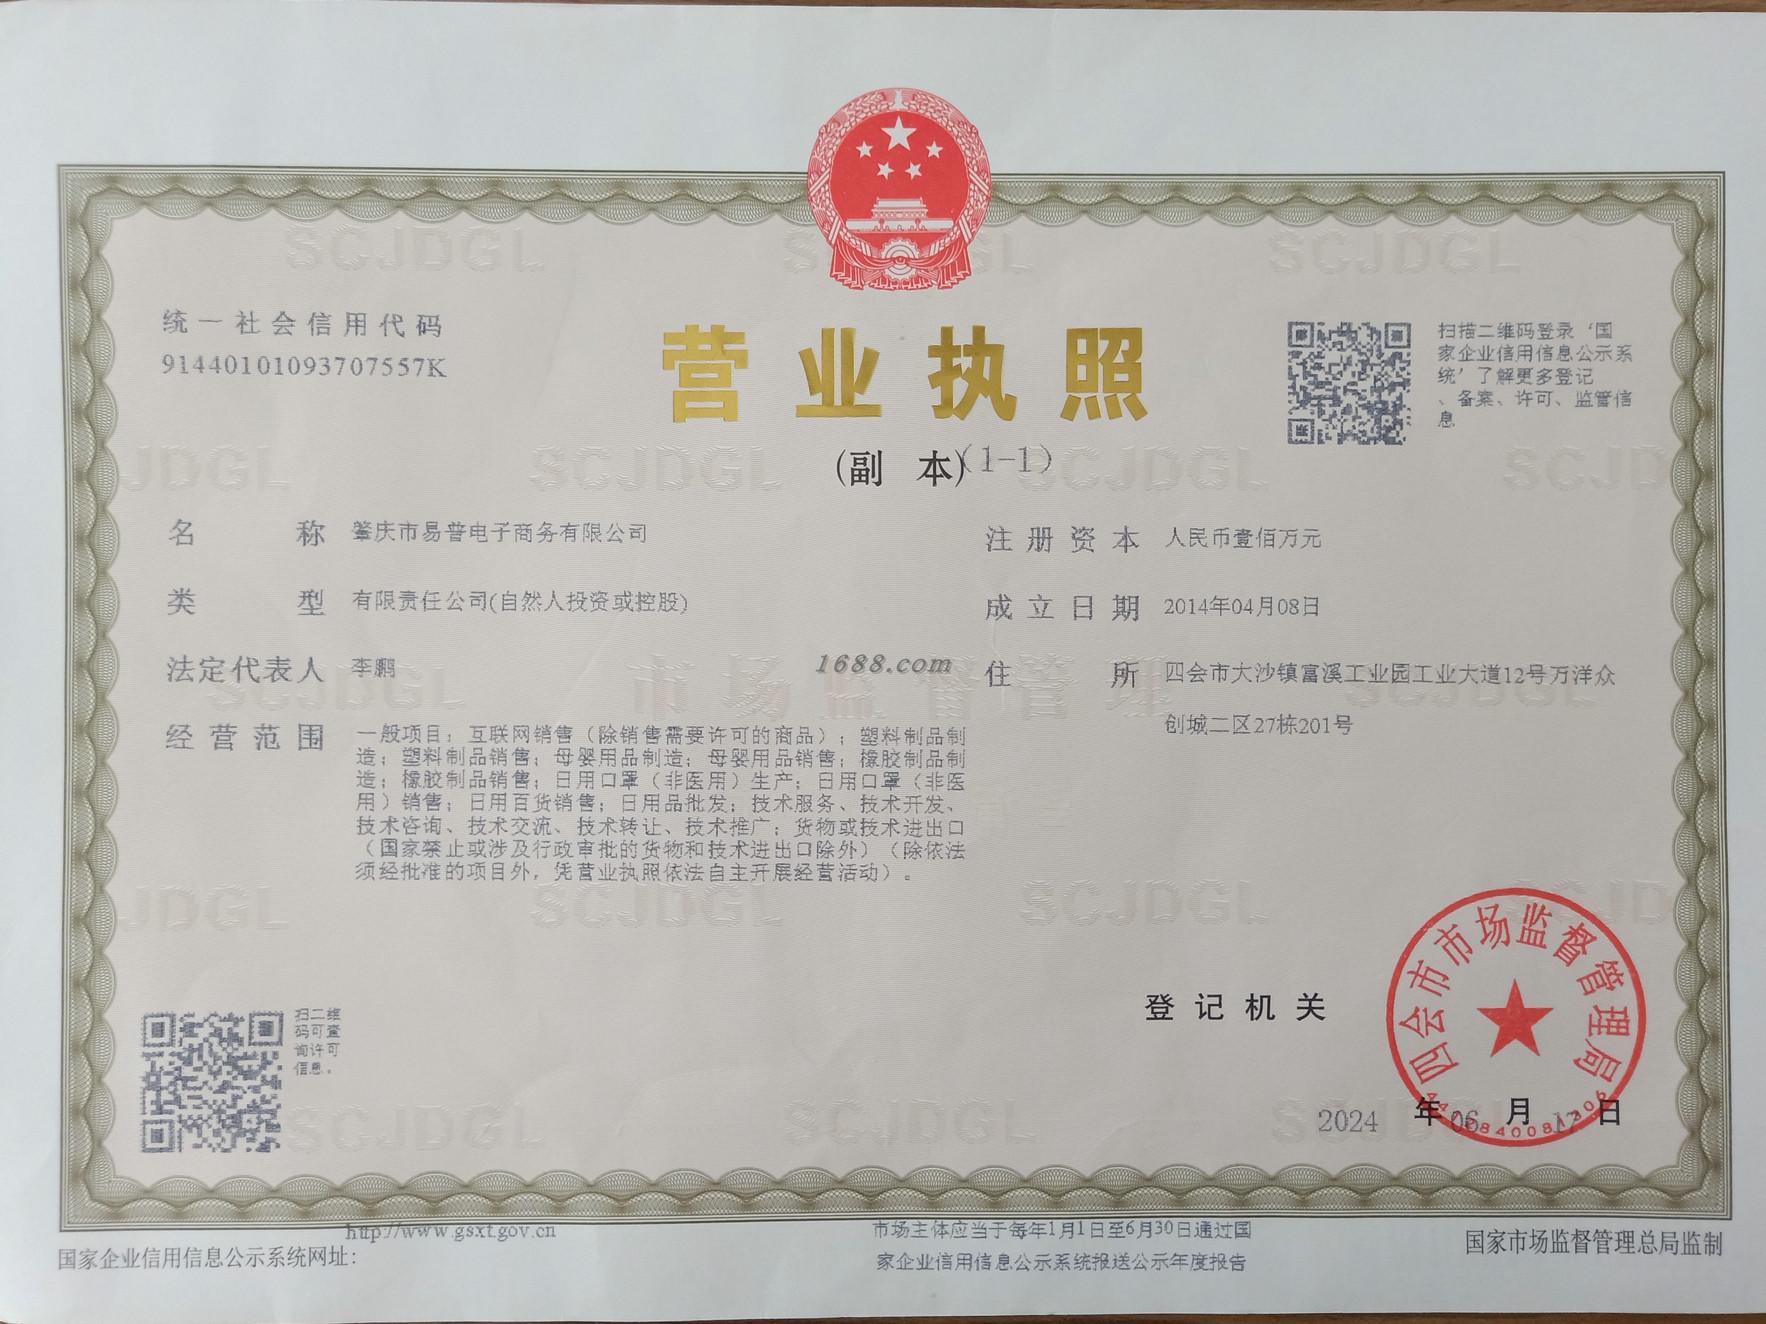 统一社会信用代码
91440101093707557K
营业执照
(副 本)(1-1)
扫描二维码登录‘国
家企业信用信息公示系
统’了解更多登记
、备案、许可、监管信
息
名 称 肇庆市易普电子商务有限公司
类 型 有限责任公司(自然人投资或控股)
法定代表人 李鹏
经营范围 一般项目：互联网销售（除销售需要许可的商品）；塑料制品制
造；塑料制品销售；母婴用品制造；母婴用品销售；橡胶制品制
造；橡胶制品销售；日用口罩（非医用）生产；日用口罩（非医
用）销售；日用百货销售；日用品批发；技术服务、技术开发、
技术咨询、技术交流、技术转让、技术推广；货物或技术进出口
（国家禁止或涉及行政审批的货物和技术进出口除外）（除依法
须经批准的项目外，凭营业执照依法自主开展经营活动）。
注册资本 人民币壹佰万元
成立日期 2014年04月08日
住 所 四会市大沙镇富溪工业园工业大道12号万洋众
创城二区27栋201号
1688.com
扫二维
码可查
询许可
信息。
登记机关
四会市市场监督管理局
2024 年 06 月 17 日
http://www.gsxt.gov.cn
国家企业信用信息公示系统网址：
市场主体应当于每年1月1日至6月30日通过国
家企业信用信息公示系统报送公示年度报告
国家市场监督管理总局监制
SCJDGL
市场监督管理